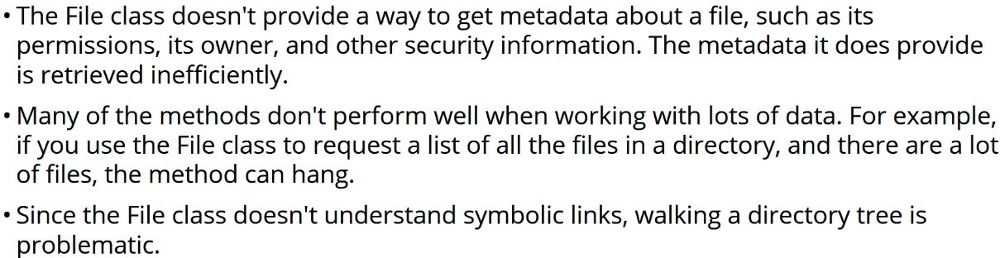 • The File class doesn't provide a way to get metadata about a file, such as its
permissions, its owner, and other security information. The metadata it does provide
is retrieved inefficiently.
• Many of the methods don't perform well when working with lots of data. For example,
if you use the File class to request a list of all the files in a directory, and there are a lot
of files, the method can hang.
• Since the File class doesn't understand symbolic links, walking a directory tree is
problematic.